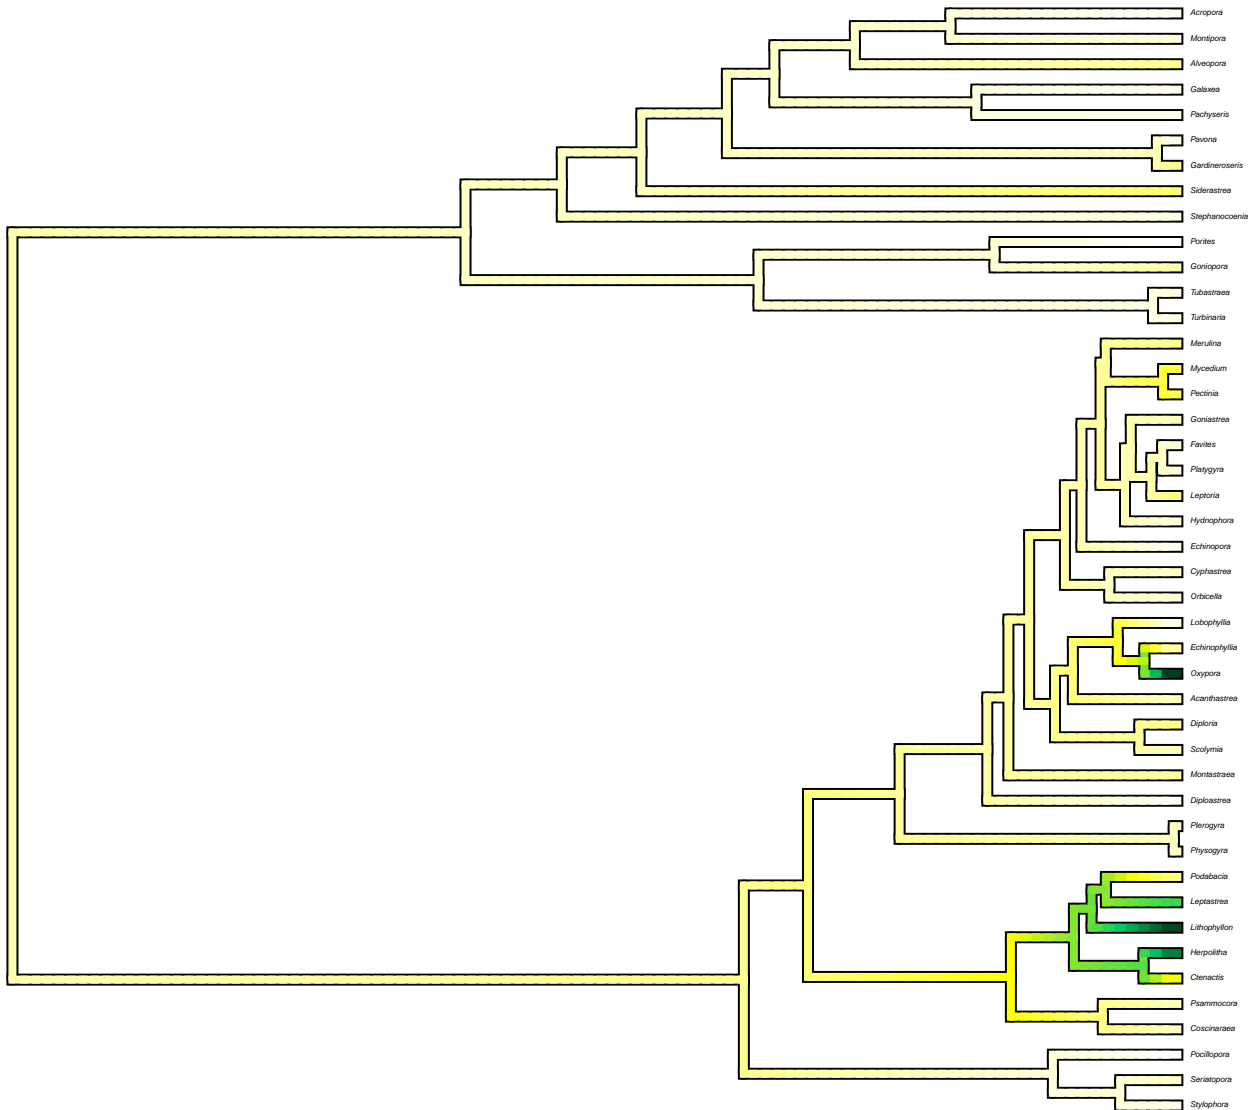 Acropora
Montipora
Alveopora
Galaxea
Pachyseris
Pavona
Gardineroseris
Siderastrea
Stephanocoenia
Porites
Goniopora
Tubastraea
Turbinaria
Merulina
Mycedium
Pectinia
Goniastrea
Favites
Platygyra
Leptoria
Hydnophora
Echinopora
Cyphastrea
Orbicella
Lobophyllia
Echinophyllia
Oxypora
Acanthastrea
Diploria
Scolymia
Montastraea
Diploastrea
Plerogyra
Physogyra
Podabacia
Leptastrea
Lithophyllon
Herpolitha
Ctenactis
Psammocora
Coscinaraea
Pocillopora
Seriatopora
Stylophora